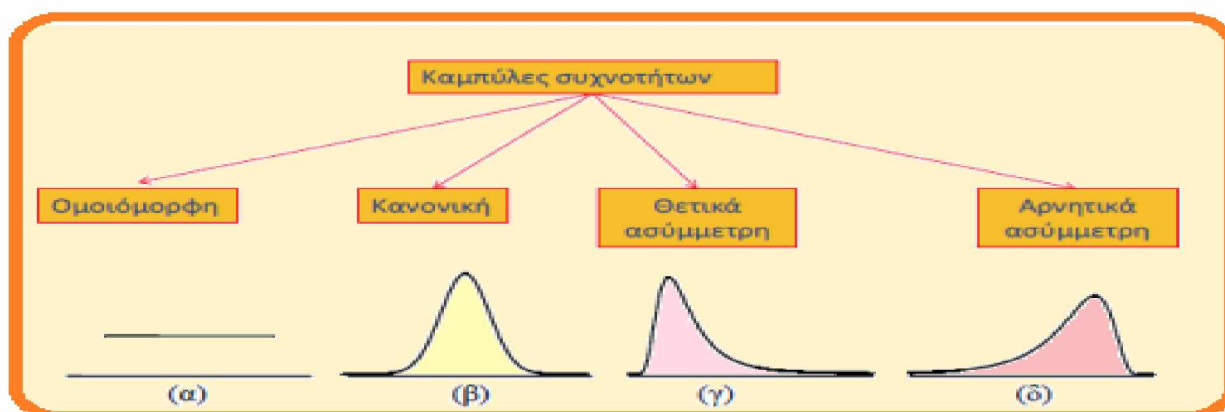 Καμπύλες συχνοτήτων
Ομοιόμορφη
Κανονική
Θετικά
ασύμμετρη
Αρνητικά
ασύμμετρη
(α)
(β)
(γ)
(δ)